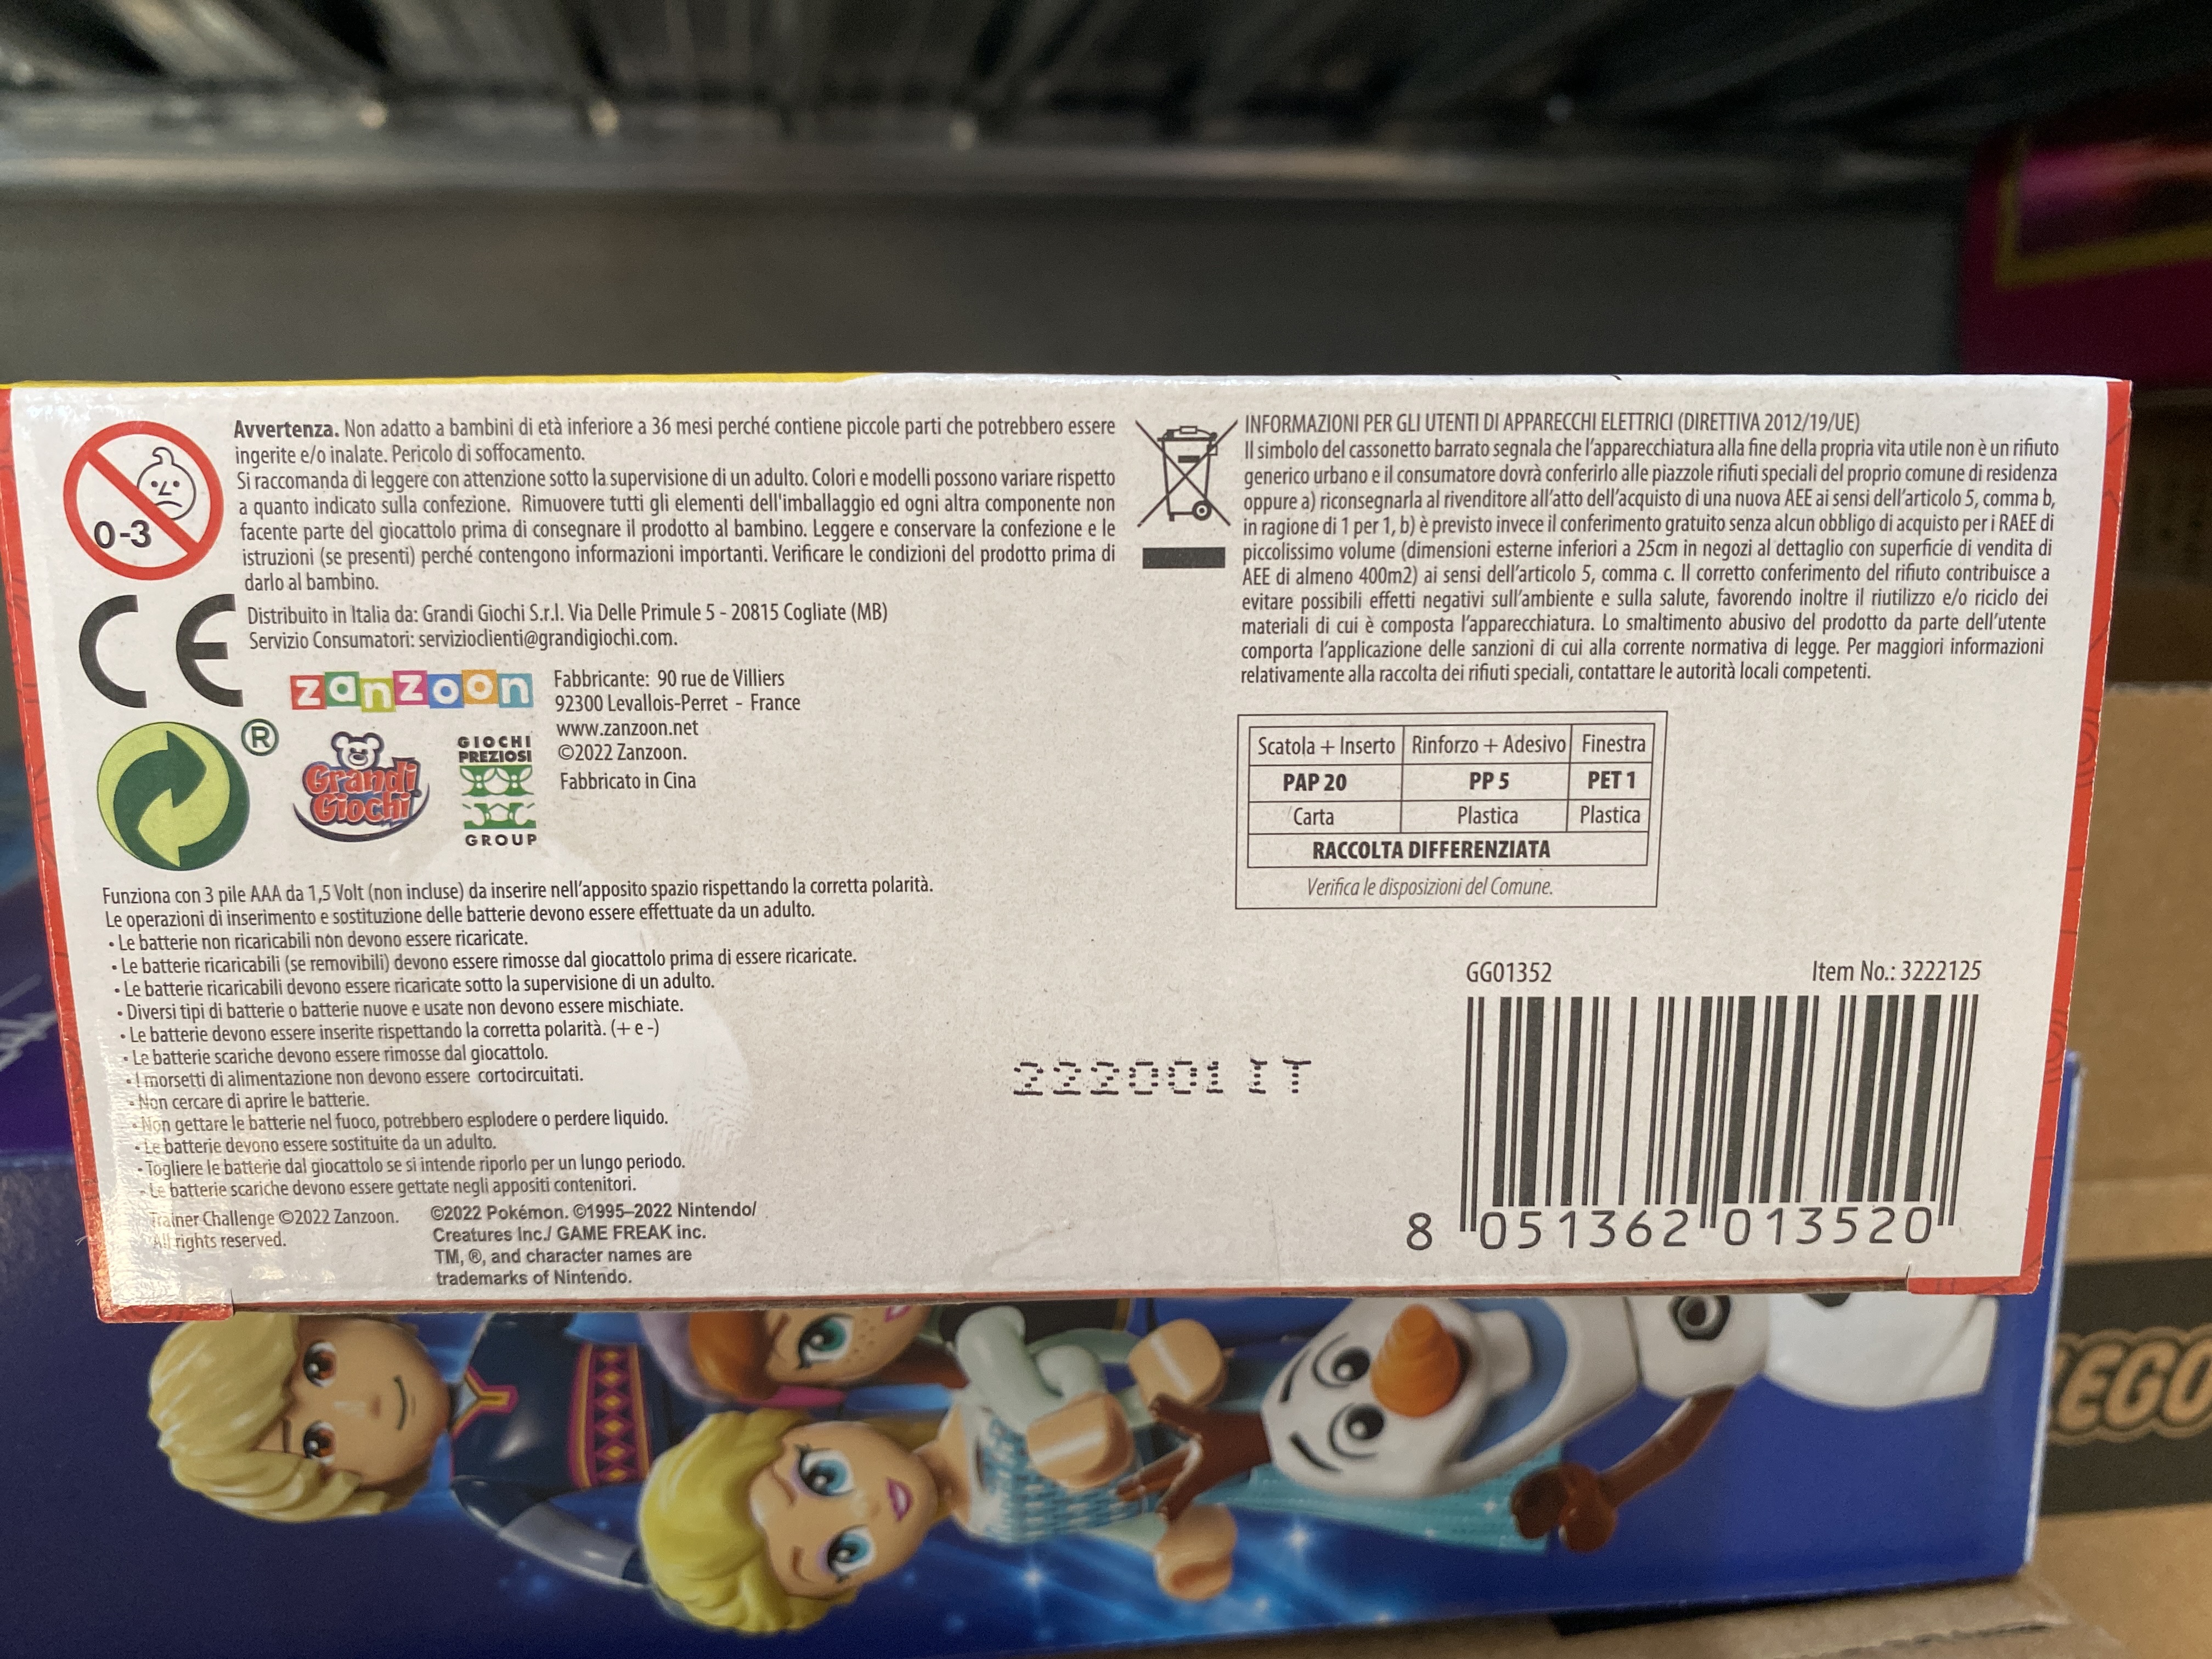 Avvertenza. Non adatto a bambini di età inferiore a 36 mesi perché contiene piccole parti che potrebbero essere
ingerite e/o inalate. Pericolo di soffocamento.
Si raccomanda di leggere con attenzione sotto la supervisione di un adulto. Colori e modelli possono variare rispetto
a quanto indicato sulla confezione. Rimuovere tutti gli elementi dell'imballaggio ed ogni altra componente non
facente parte del giocattolo prima di consegnare il prodotto al bambino. Leggere e conservare la confezione e le
istruzioni (se presenti) perché contengono informazioni importanti. Verificare le condizioni del prodotto prima di
darlo al bambino.
0-3
CE
Distribuito in Italia da: Grandi Giochi S.r.l. Via Delle Primule 5 - 20815 Cogliate (MB)
Servizio Consumatori: servizioclienti@grandigiochi.com.
zanzoon
Fabbricante: 90 rue de Villiers
92300 Levallois-Perret - France
www.zanzoon.net
©2022 Zanzoon.
Fabbricato in Cina
®
Grandi
Giochi
GIOCHI
PREZIOSI
GROUP
Funziona con 3 pile AAA da 1,5 Volt (non incluse) da inserire nell'apposito spazio rispettando la corretta polarità.
Le operazioni di inserimento e sostituzione delle batterie devono essere effettuate da un adulto.
• Le batterie non ricaricabili non devono essere ricaricate.
• Le batterie ricaricabili (se removibili) devono essere rimosse dal giocattolo prima di essere ricaricate.
• Le batterie ricaricabili devono essere ricaricate sotto la supervisione di un adulto.
• Diversi tipi di batterie o batterie nuove e usate non devono essere mischiate.
• Le batterie devono essere inserite rispettando la corretta polarità. (+ e -)
• Le batterie scariche devono essere rimosse dal giocattolo.
• I morsetti di alimentazione non devono essere cortocircuitati.
• Non cercare di aprire le batterie.
• Non gettare le batterie nel fuoco, potrebbero esplodere o perdere liquido.
• Le batterie devono essere sostituite da un adulto.
• Togliere le batterie dal giocattolo se si intende riporlo per un lungo periodo.
• Le batterie scariche devono essere gettate negli appositi contenitori.
Trainer Challenge ©2022 Zanzoon.
All rights reserved.
©2022 Pokémon. ©1995–2022 Nintendo/
Creatures Inc./ GAME FREAK inc.
TM, ®, and character names are
trademarks of Nintendo.
INFORMAZIONI PER GLI UTENTI DI APPARECCHI ELETTRICI (DIRETTIVA 2012/19/UE)
Il simbolo del cassonetto barrato segnala che l'apparecchiatura alla fine della propria vita utile non è un rifiuto
generico urbano e il consumatore dovrà conferirlo alle piazzole rifiuti speciali del proprio comune di residenza
oppure a) riconsegnarla al rivenditore all'atto dell'acquisto di una nuova AEE ai sensi dell'articolo 5, comma b,
in ragione di 1 per 1, b) è previsto invece il conferimento gratuito senza alcun obbligo di acquisto per i RAEE di
piccolissimo volume (dimensioni esterne inferiori a 25cm in negozi al dettaglio con superficie di vendita di
AEE di almeno 400m2) ai sensi dell'articolo 5, comma c. Il corretto conferimento del rifiuto contribuisce a
evitare possibili effetti negativi sull'ambiente e sulla salute, favorendo inoltre il riutilizzo e/o riciclo dei
materiali di cui è composta l'apparecchiatura. Lo smaltimento abusivo del prodotto da parte dell'utente
comporta l'applicazione delle sanzioni di cui alla corrente normativa di legge. Per maggiori informazioni
relativamente alla raccolta dei rifiuti speciali, contattare le autorità locali competenti.
Scatola + Inserto Rinforzo + Adesivo Finestra
PAP 20 PP 5 PET 1
Carta Plastica Plastica
RACCOLTA DIFFERENZIATA
Verifica le disposizioni del Comune.
222001 IT
GG01352 Item No.: 3222125
8 051362 013520
LEGO